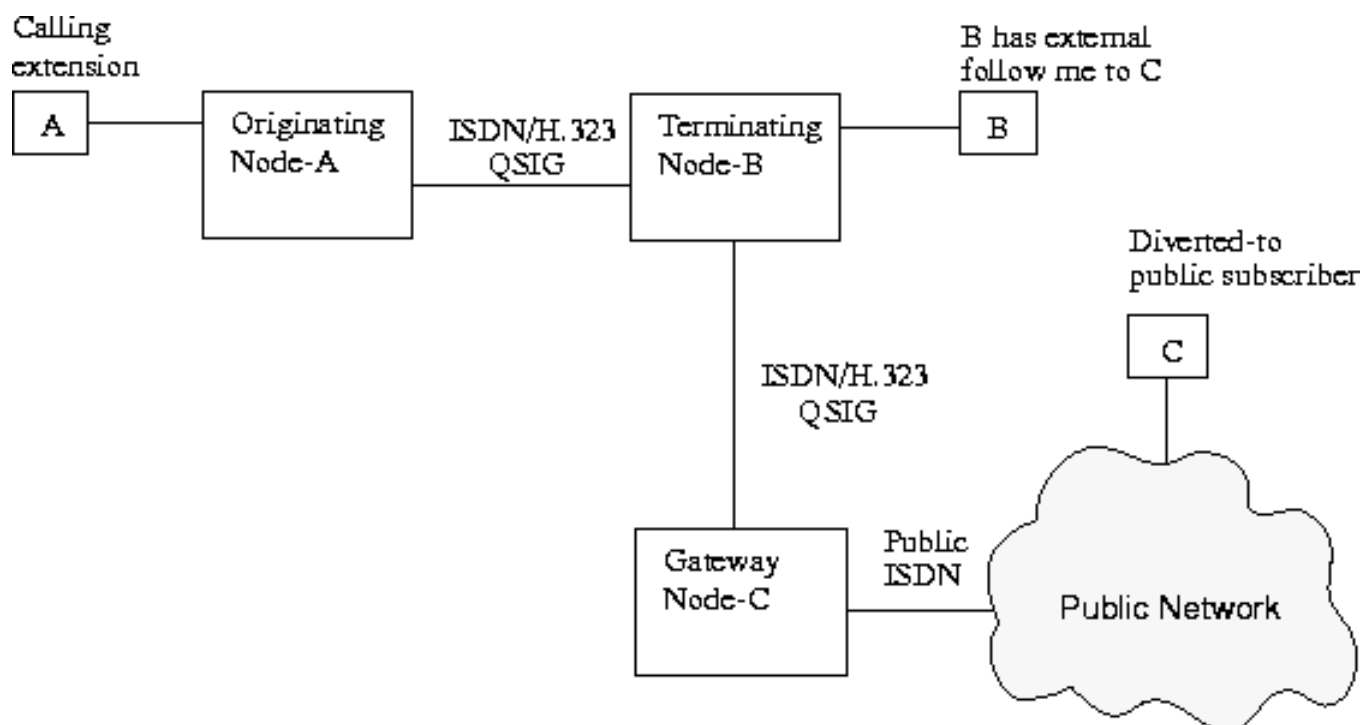 Calling
extension
A
Originating
Node-A
ISDN/H.323
QSIG
Terminating
Node-B
B has external
follow me to C
B
Diverted-to
public subscriber
C
ISDN/H.323
QSIG
Gateway
Node-C
Public
ISDN
Public Network